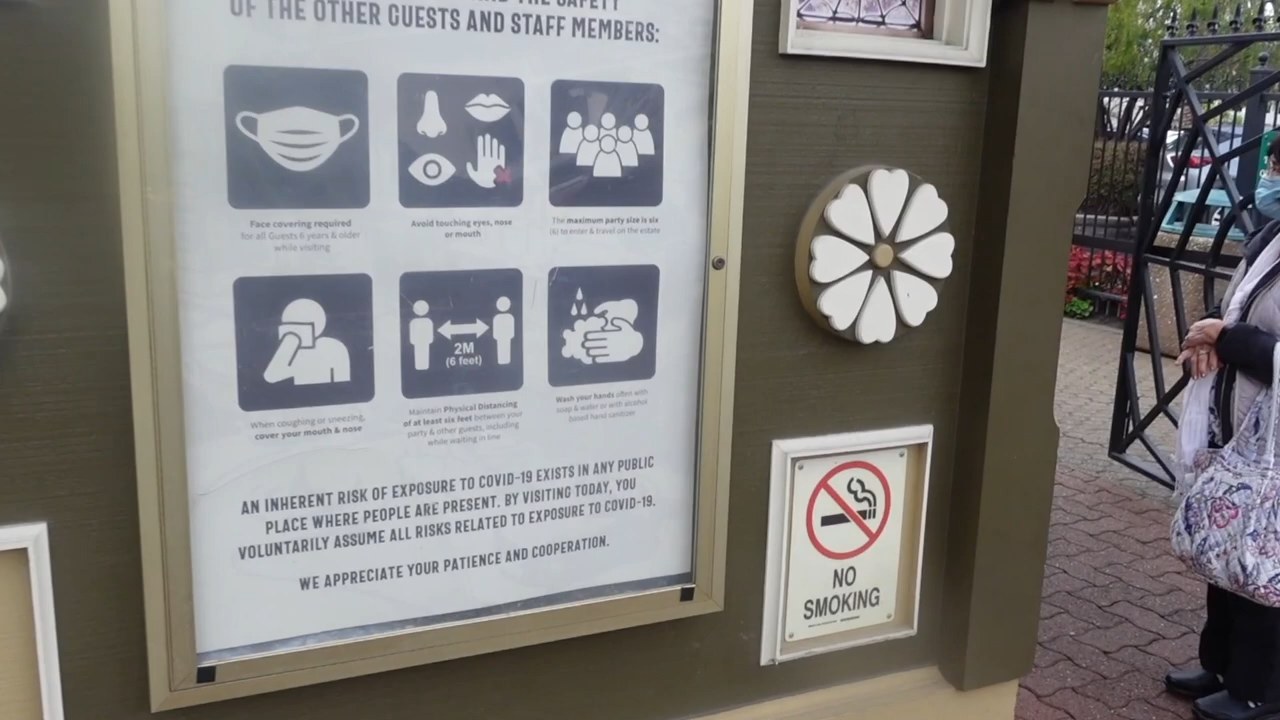 AND THE SAFETY
OF THE OTHER GUESTS AND STAFF MEMBERS:
Face covering required
for all Guests 6 years & older
while visiting
Avoid touching eyes, nose
or mouth
The maximum party size is six
(6) to enter & travel on the estate
2M
(6 feet)
When coughing or sneezing,
cover your mouth & nose
Maintain Physical Distancing
of at least six feet between your
party & other guests, including
while waiting in line
Wash your hands often with
soap & water or with alcohol
based hand sanitizer
AN INHERENT RISK OF EXPOSURE TO COVID-19 EXISTS IN ANY PUBLIC
PLACE WHERE PEOPLE ARE PRESENT. BY VISITING TODAY, YOU
VOLUNTARILY ASSUME ALL RISKS RELATED TO EXPOSURE TO COVID-19.
WE APPRECIATE YOUR PATIENCE AND COOPERATION.
NO
SMOKING